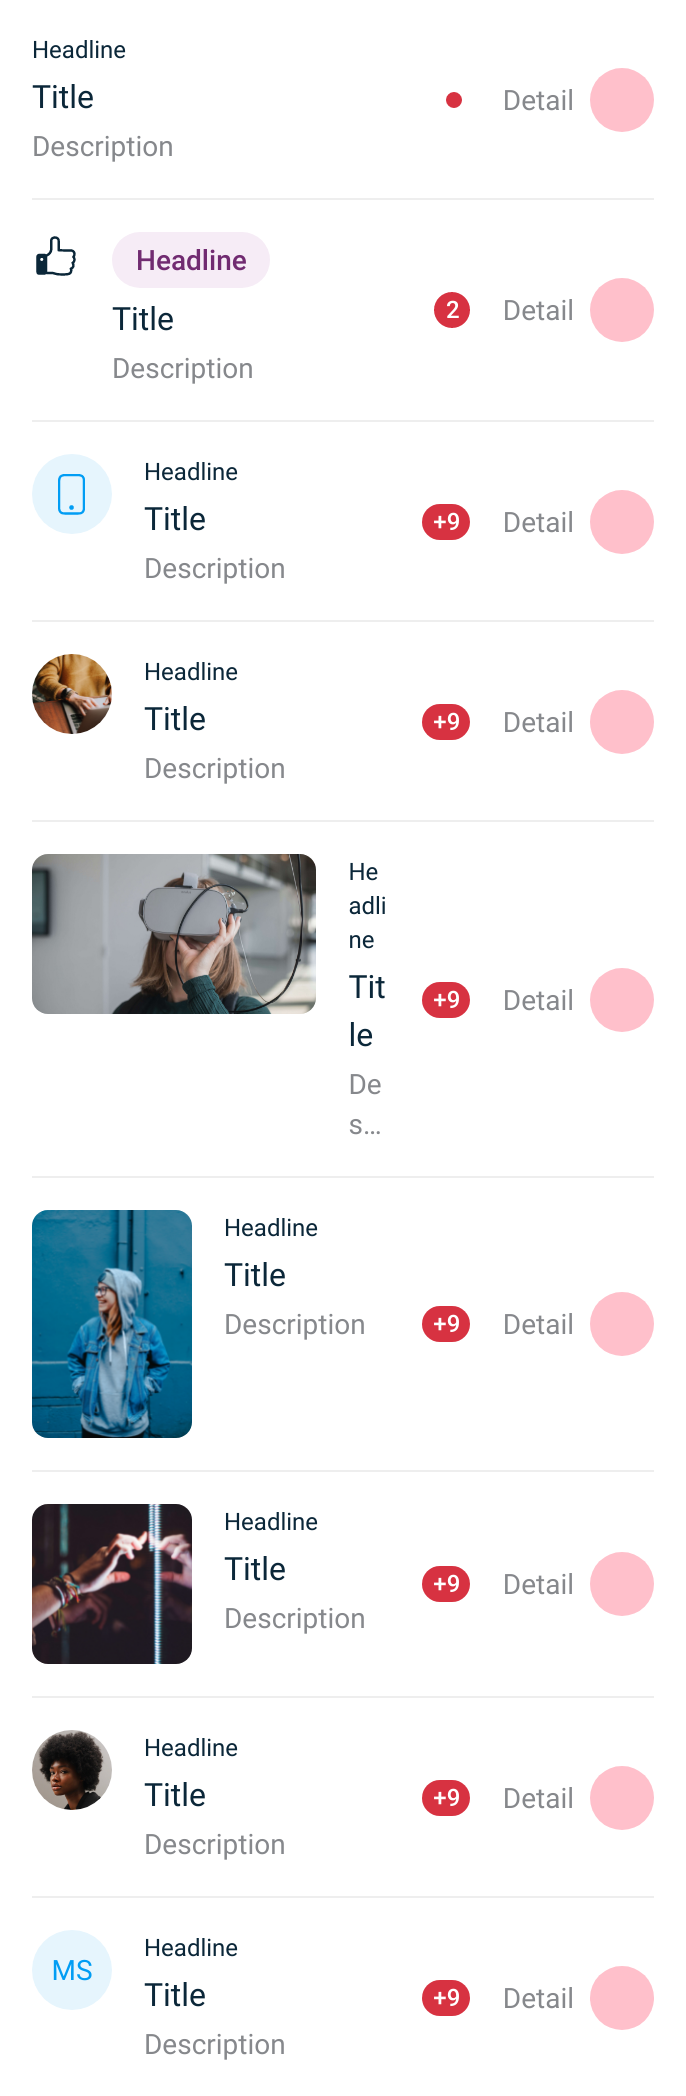 Headline
Title
Description
Detail
Headline
Title
Description
2
Detail
Headline
Title
Description
+9
Detail
Headline
Title
Description
+9
Detail
He
adli
ne
Tit
le
De
s...
+9
Detail
Headline
Title
Description
+9
Detail
Headline
Title
Description
+9
Detail
Headline
Title
Description
+9
Detail
MS
Headline
Title
Description
+9
Detail